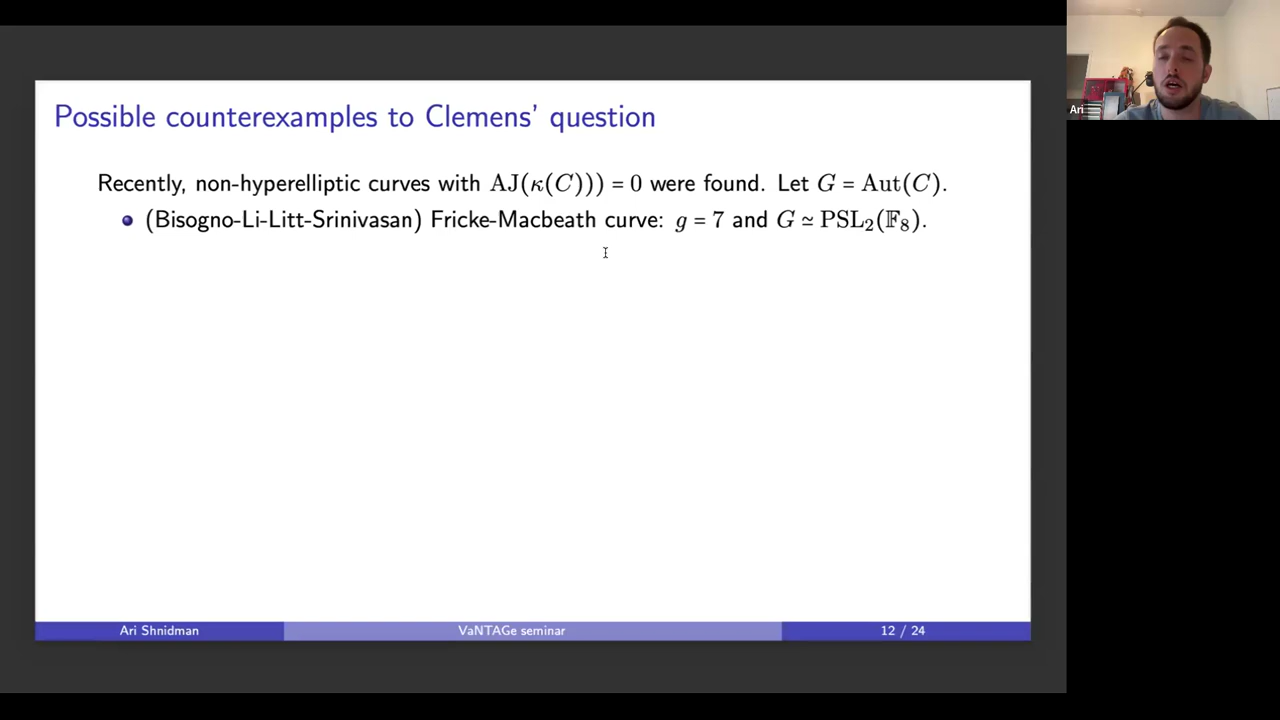 Possible counterexamples to Clemens' question
Recently, non-hyperelliptic curves with AJ(κ(C))) = 0 were found. Let G = Aut(C).
(Bisogno-Li-Litt-Srinivasan) Fricke-Macbeath curve: g = 7 and G ≃ PSL₂(𝔽₈).
Ari Shnidman
VaNTAGe seminar
12 / 24
Ari